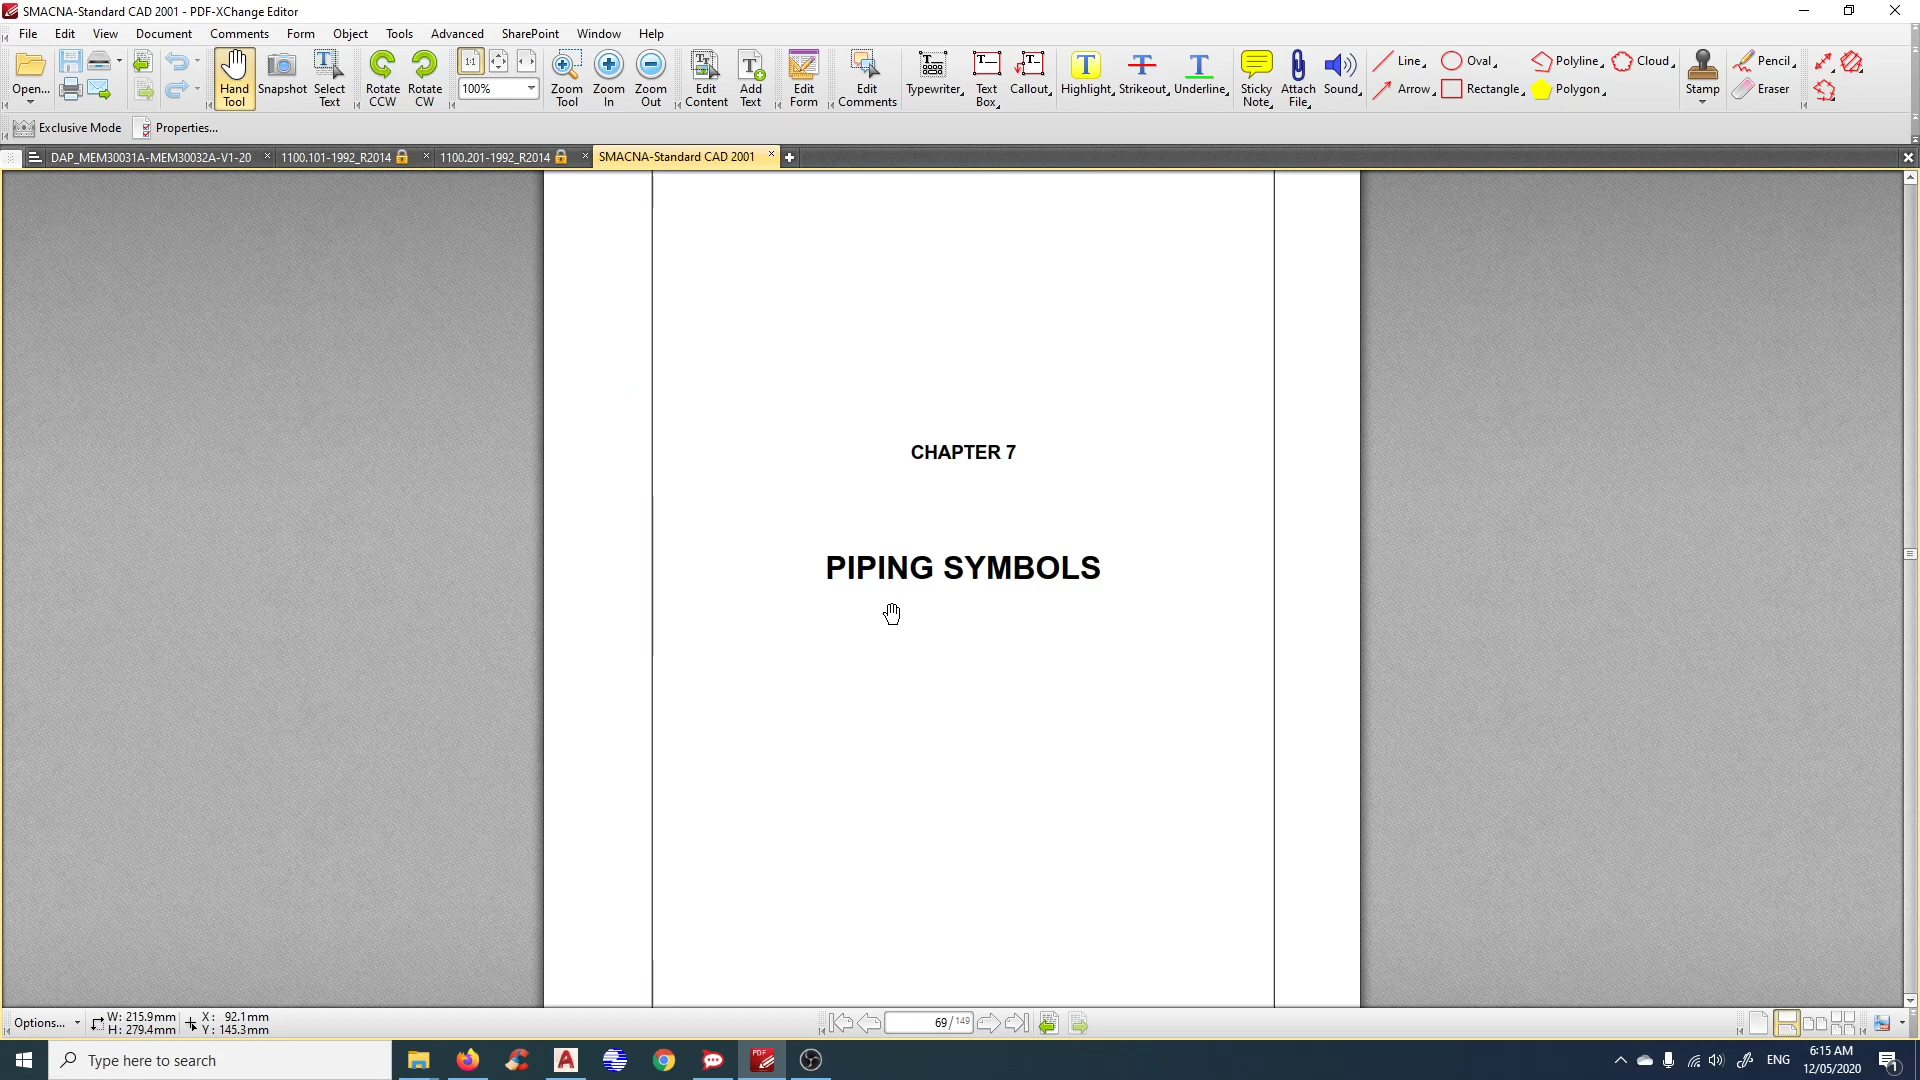 SMACNA-Standard CAD 2001 - PDF-XChange Editor
File Edit View Document Comments Form Object Tools Advanced SharePoint Window Help
Open... Hand Tool Snapshot Select Text Rotate CCW Rotate CW 1:1 100% Zoom Tool Zoom In Zoom Out Edit Content Add Text Edit Form Edit Comments Typewriter Text Box Callout Highlight Strikeout Underline Sticky Note Attach File Sound Line Arrow Oval Rectangle Polyline Polygon Cloud Stamp Pencil Eraser
Exclusive Mode Properties...
DAP_MEM30031A-MEM30032A-V1-20 1100.101-1992_R2014 1100.201-1992_R2014 SMACNA-Standard CAD 2001
CHAPTER 7
PIPING SYMBOLS
Options... W: 215.9mm X: 92.1mm
H: 279.4mm Y: 145.3mm
69/149
Type here to search
PDF
ENG
6:15 AM
12/05/2020
1